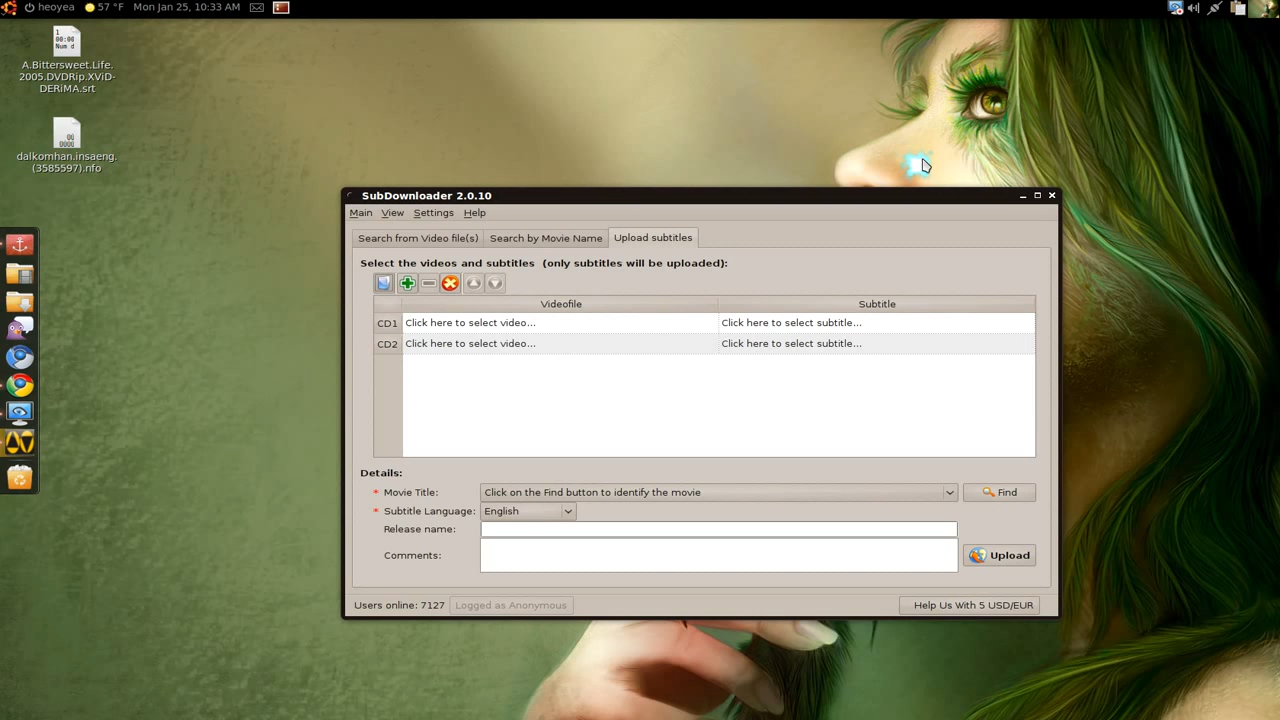 heoyea 57 °F Mon Jan 25, 10:33 AM
1
00:00
Num d
A.Bittersweet.Life.
2005.DVDRip.XViD-
DERiMA.srt
dalkomhan.insaeng.
(3585597).nfo
SubDownloader 2.0.10
Main View Settings Help
Search from Video file(s) Search by Movie Name Upload subtitles
Select the videos and subtitles (only subtitles will be uploaded):
Videofile Subtitle
CD1 Click here to select video... Click here to select subtitle...
CD2 Click here to select video... Click here to select subtitle...
Details:
* Movie Title: Click on the Find button to identify the movie Find
* Subtitle Language: English
Release name:
Comments: Upload
Users online: 7127 Logged as Anonymous Help Us With 5 USD/EUR